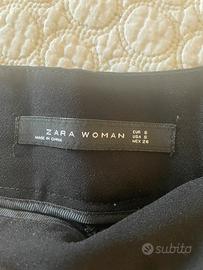 ZARA WOMAN
MADE IN CHINA
EUR S
USA S
MEX 26
subito